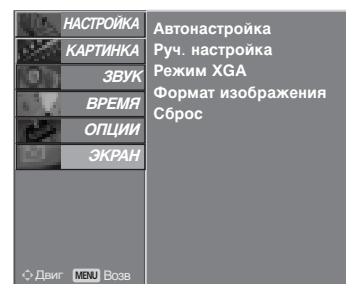 НАСТРОЙКА
КАРТИНКА
ЗВУК
ВРЕМЯ
ОПЦИИ
ЭКРАН
Автонастройка
Руч. настройка
Режим XGA
Формат изображения
Сброс
Двиг MENU Возв